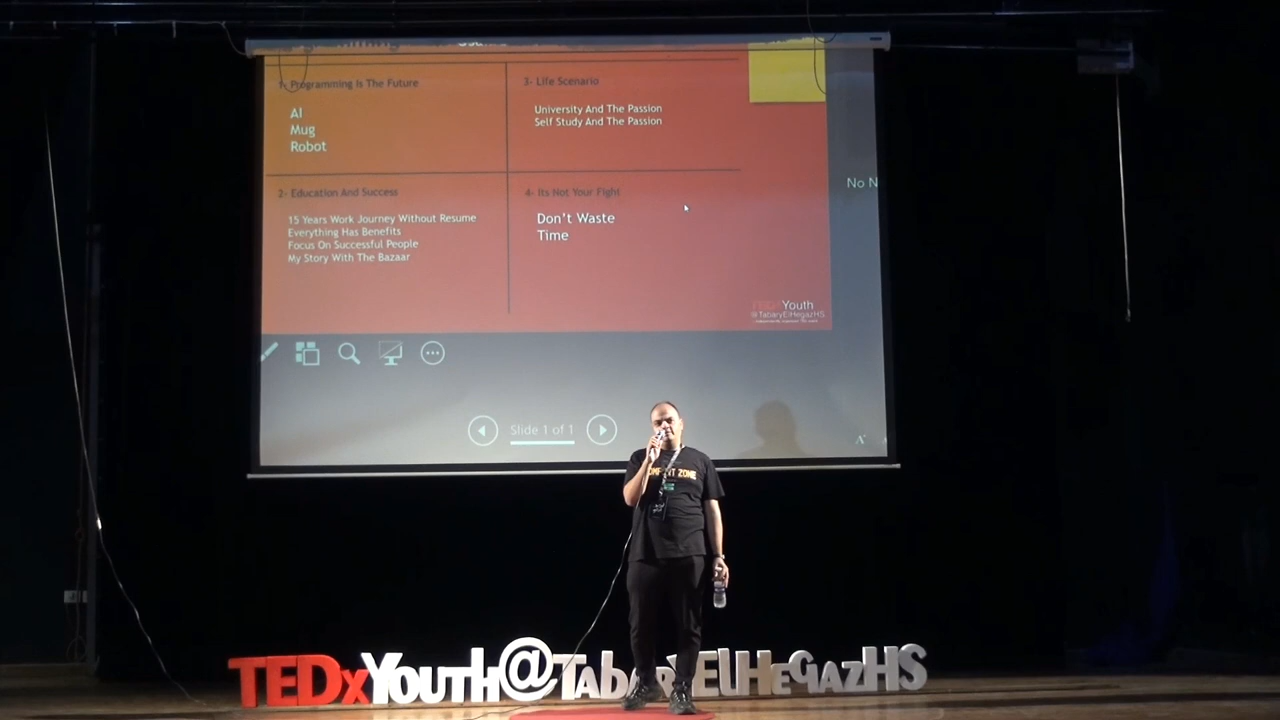 1- Programming Is The Future
AI
Mug
Robot
2- Education And Success
15 Years Work Journey Without Resume
Everything Has Benefits
Focus On Successful People
My Story With The Bazaar
3- Life Scenario
University And The Passion
Self Study And The Passion
4- Its Not Your Fight
Don't Waste
Time
TEDxYouth
@TabaryElHegazHS
No N
Slide 1 of 1
ZONE
TEDxYouth@TabaryElHegazHS